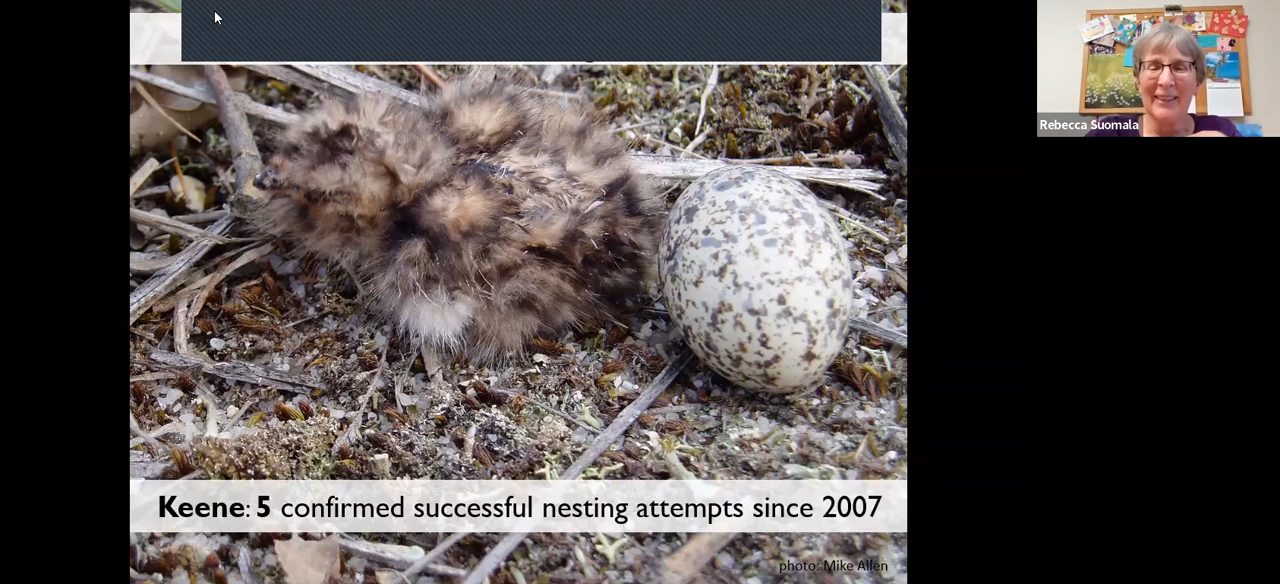 Rebecca Suomala
Keene: 5 confirmed successful nesting attempts since 2007
photo: Mike Allen